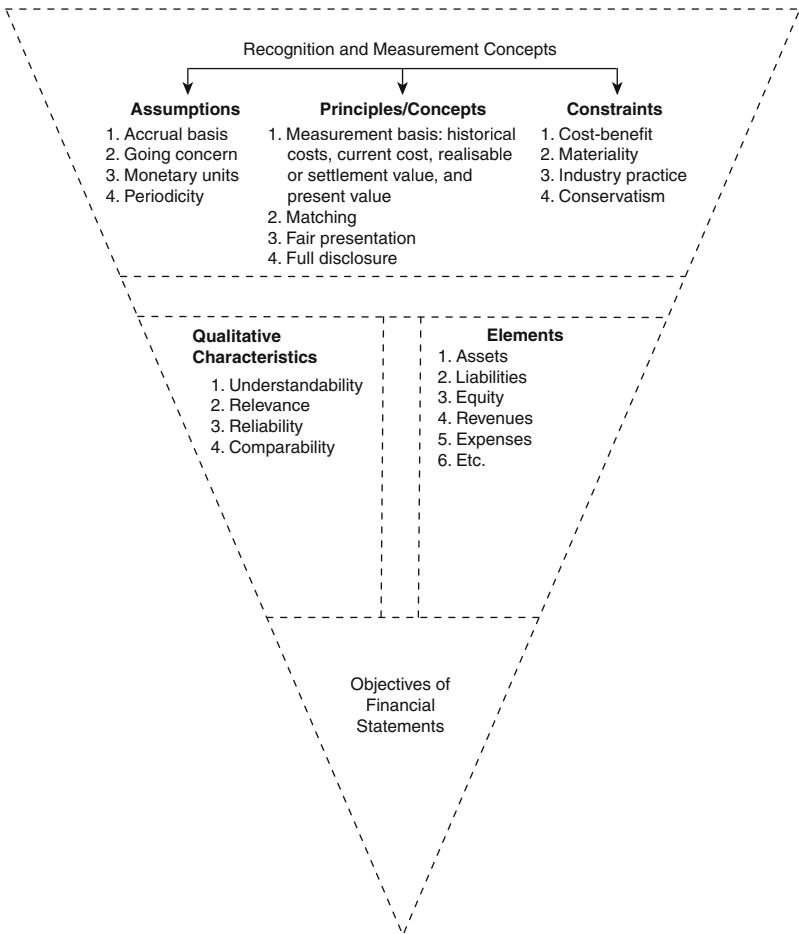 Recognition and Measurement Concepts
Assumptions
1. Accrual basis
2. Going concern
3. Monetary units
4. Periodicity
Principles/Concepts
1. Measurement basis: historical
costs, current cost, realisable
or settlement value, and
present value
2. Matching
3. Fair presentation
4. Full disclosure
Constraints
1. Cost-benefit
2. Materiality
3. Industry practice
4. Conservatism
Qualitative
Characteristics
1. Understandability
2. Relevance
3. Reliability
4. Comparability
Elements
1. Assets
2. Liabilities
3. Equity
4. Revenues
5. Expenses
6. Etc.
Objectives of
Financial
Statements